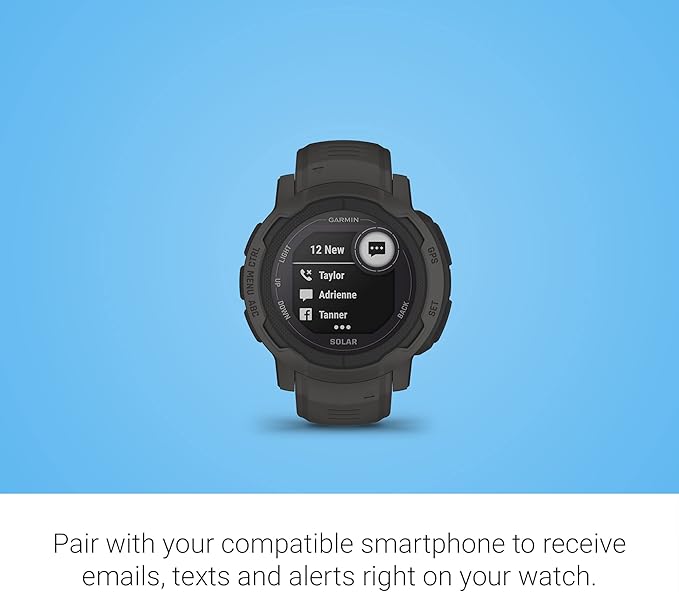 GARMIN
LIGHT
CTRL
MENU ABC
UP
DOWN
GPS
SET
BACK
12 New
Taylor
Adrienne
Tanner
SOLAR
Pair with your compatible smartphone to receive
emails, texts and alerts right on your watch.